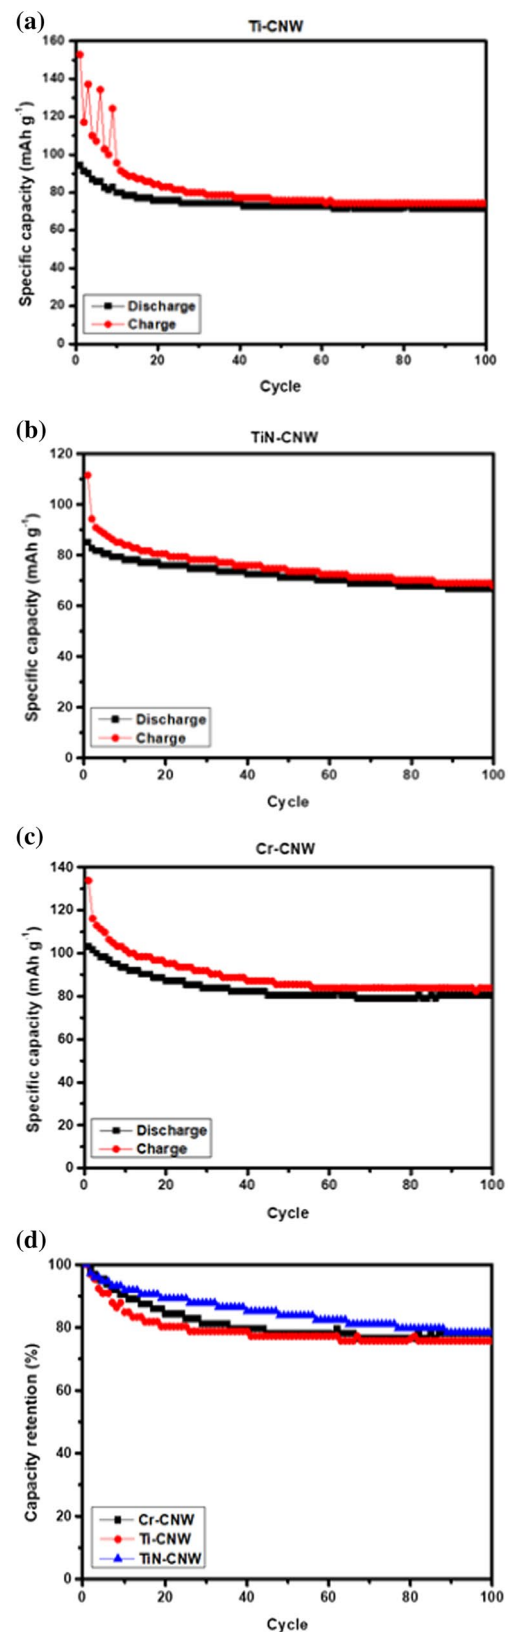 (a)
Ti-CNW
160
140
120
100
80
60
40
20
0
Specific capacity (mAh g⁻¹)
Discharge
Charge
0 20 40 60 80 100
Cycle
(b)
TiN-CNW
120
100
80
60
40
20
0
Specific capacity (mAh g⁻¹)
Discharge
Charge
0 20 40 60 80 100
Cycle
(c)
Cr-CNW
140
120
100
80
60
40
20
0
Specific capacity (mAh g⁻¹)
Discharge
Charge
0 20 40 60 80 100
Cycle
(d)
100
80
60
40
20
0
Capacity retention (%)
Cr-CNW
Ti-CNW
TiN-CNW
0 20 40 60 80 100
Cycle